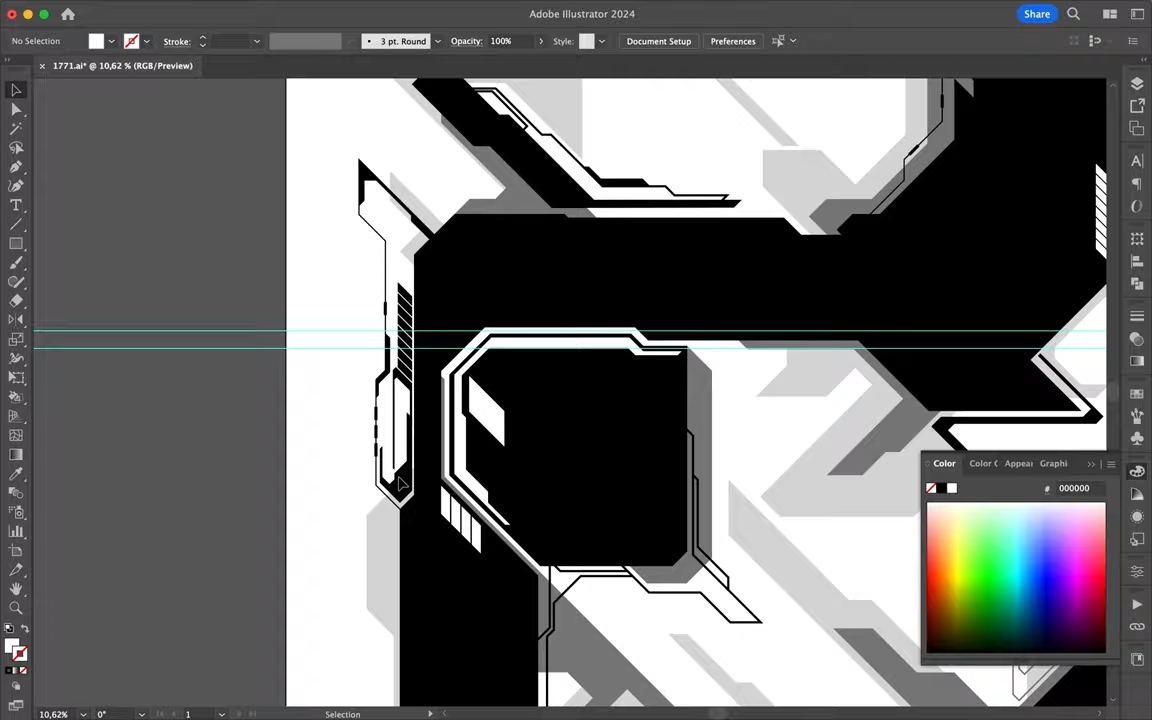 Adobe Illustrator 2024
Share
No Selection
Stroke:
3 pt. Round
Opacity: 100%
Style:
Document Setup
Preferences
1771.ai* @ 10,62 % (RGB/Preview)
Color
Color C
Appear
Graphi
# 000000
10,62%
0°
1
Selection